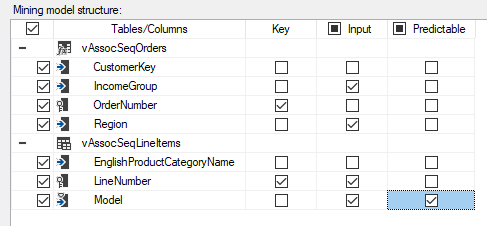 Mining model structure:
Tables/Columns Key Input Predictable
vAssocSeqOrders
CustomerKey
IncomeGroup
OrderNumber
Region
vAssocSeqLineItems
EnglishProductCategoryName
LineNumber
Model